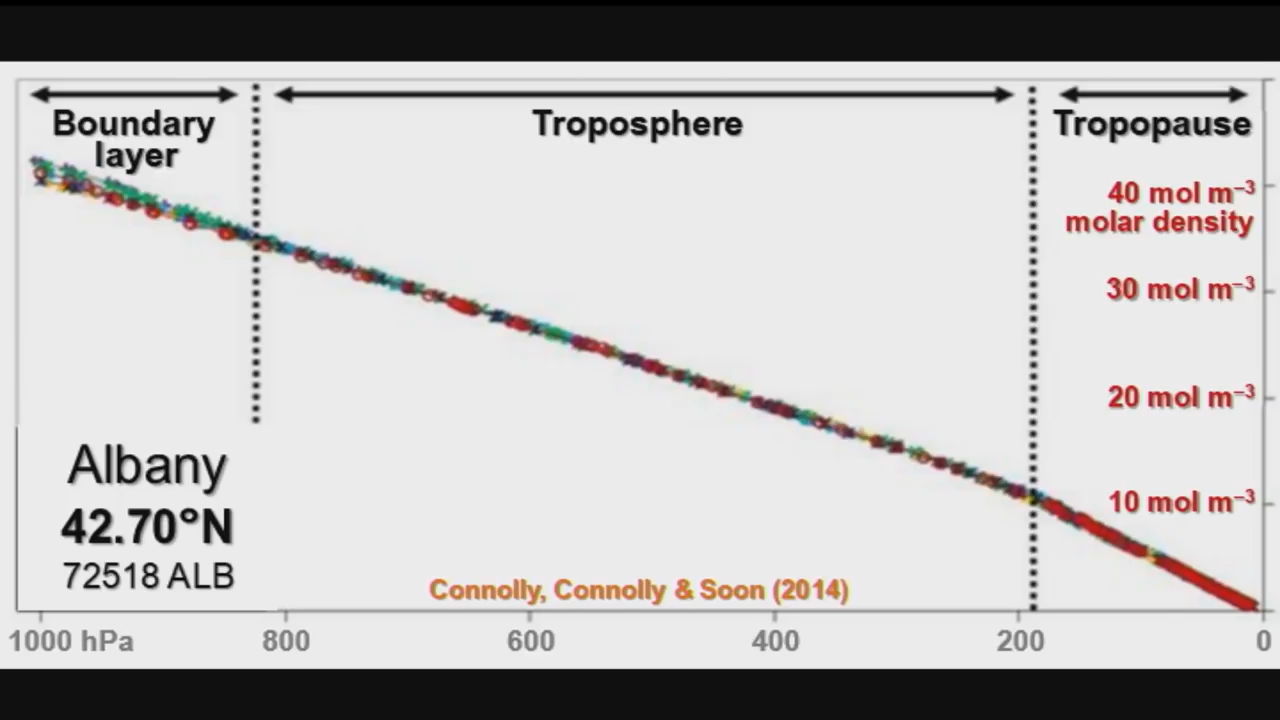 Boundary
layer
Troposphere
Tropopause
40 mol m⁻³
molar density
30 mol m⁻³
20 mol m⁻³
10 mol m⁻³
Albany
42.70°N
72518 ALB
Connolly, Connolly & Soon (2014)
1000 hPa 800 600 400 200 0